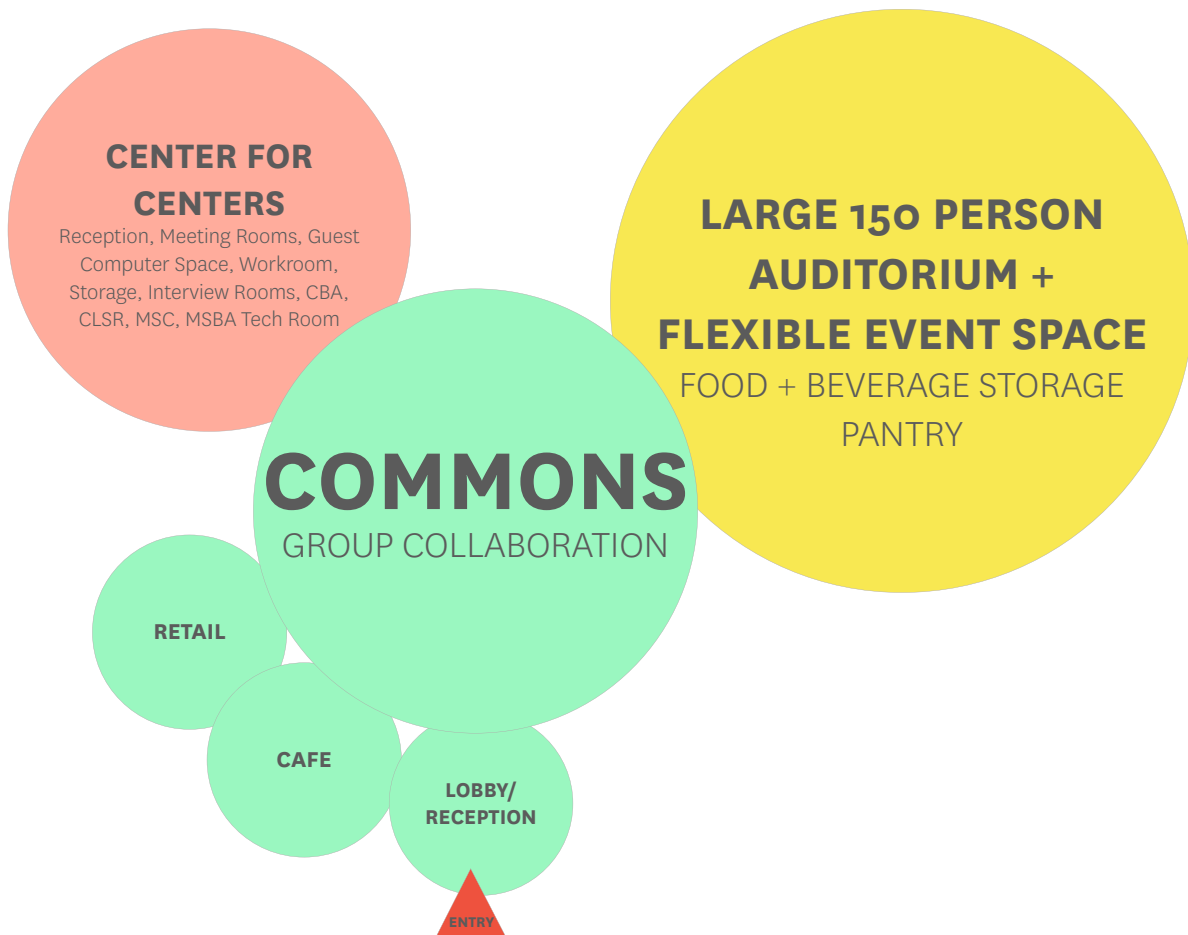 CENTER FOR
CENTERS
Reception, Meeting Rooms, Guest
Computer Space, Workroom,
Storage, Interview Rooms, CBA,
CLSR, MSC, MSBA Tech Room
LARGE 150 PERSON
AUDITORIUM +
FLEXIBLE EVENT SPACE
FOOD + BEVERAGE STORAGE
PANTRY
COMMONS
GROUP COLLABORATION
RETAIL
CAFE
LOBBY/
RECEPTION
ENTRY